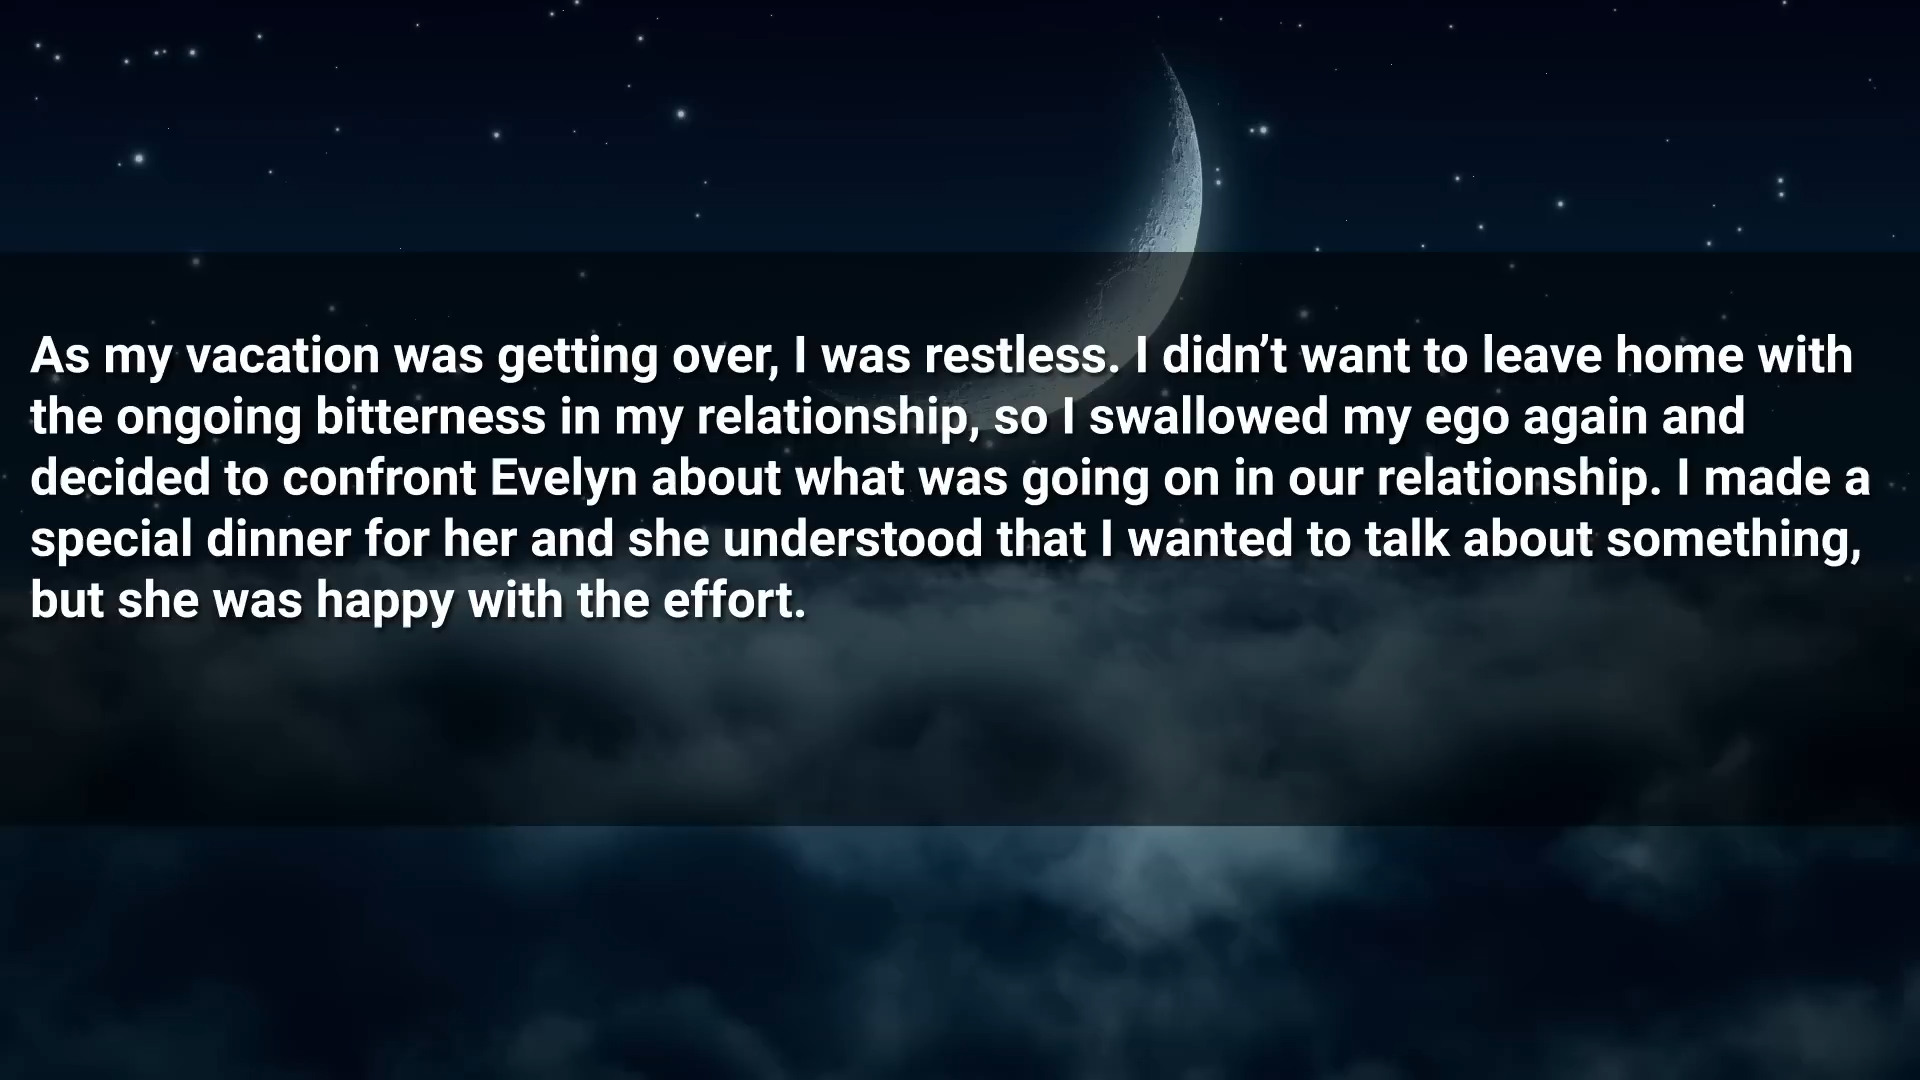 As my vacation was getting over, I was restless. I didn’t want to leave home with
the ongoing bitterness in my relationship, so I swallowed my ego again and
decided to confront Evelyn about what was going on in our relationship. I made a
special dinner for her and she understood that I wanted to talk about something,
but she was happy with the effort.